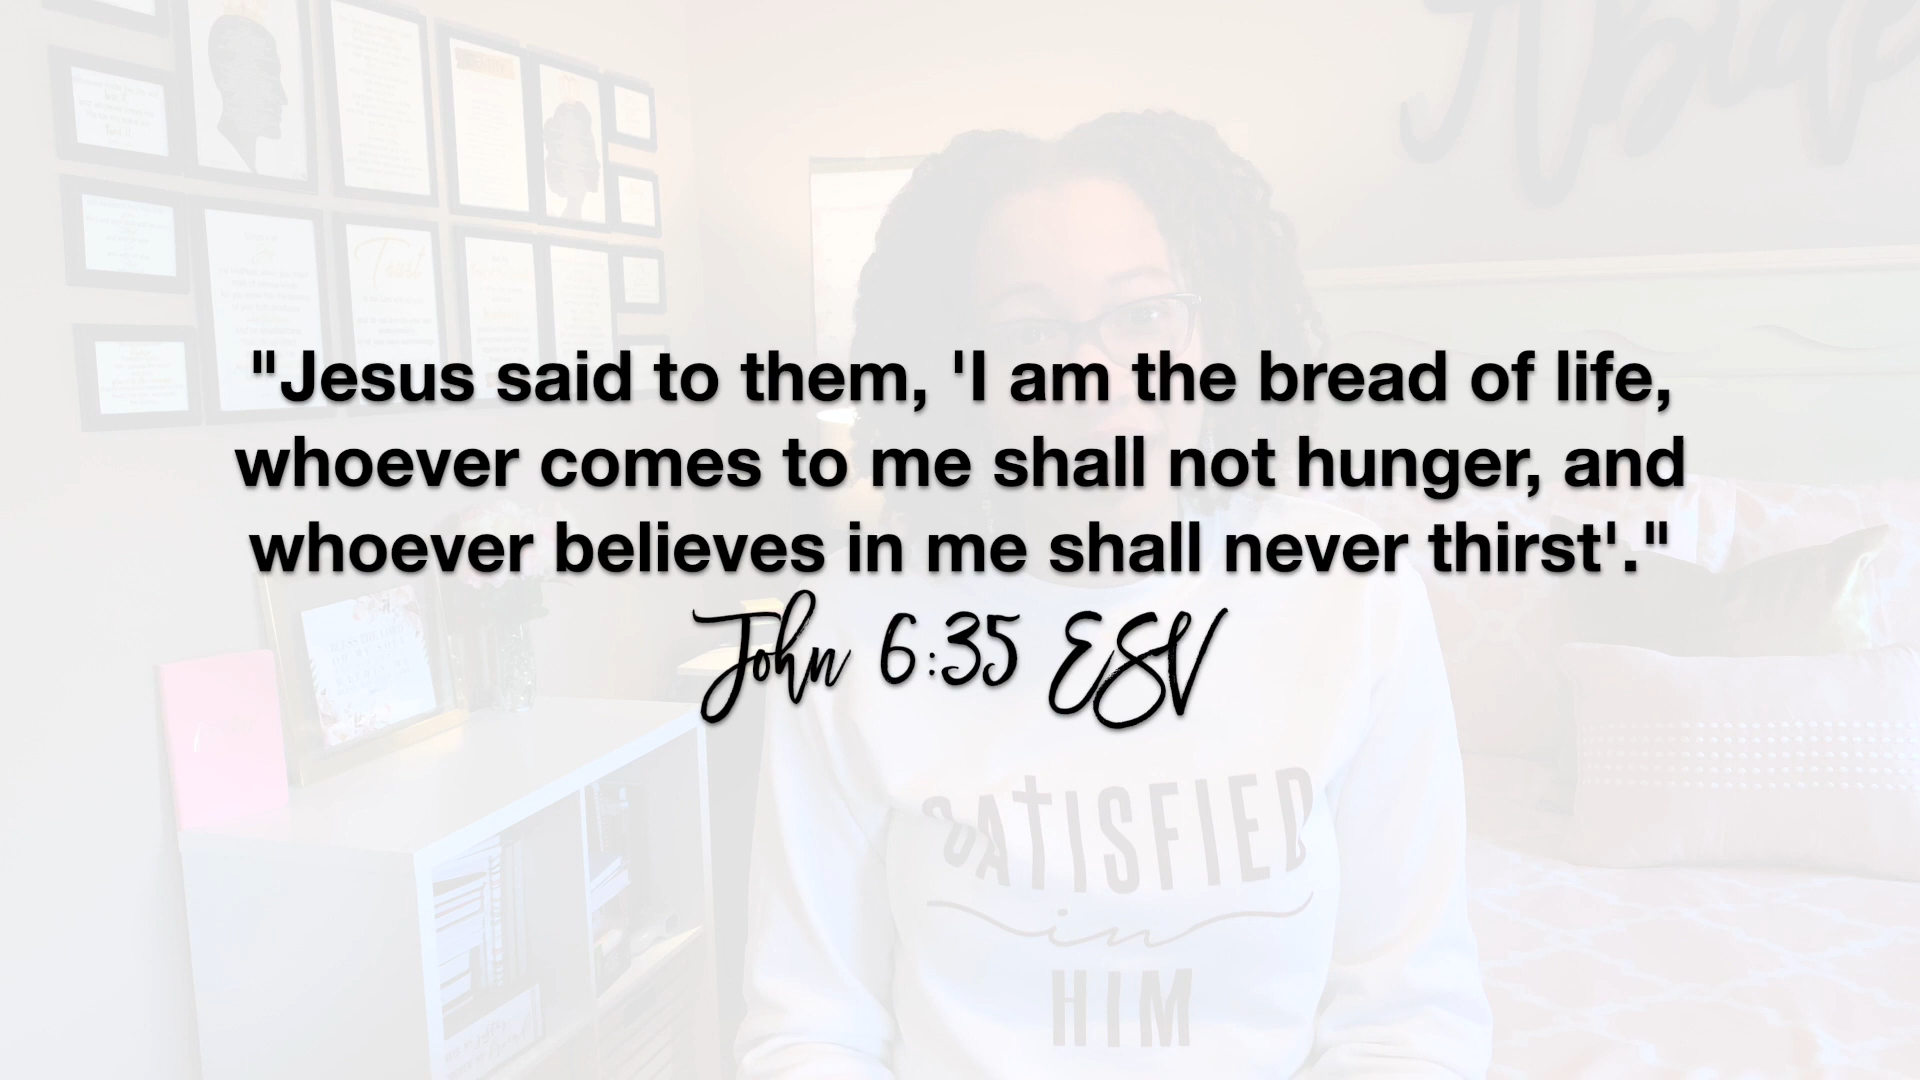 Abide
"Jesus said to them, 'I am the bread of life,
whoever comes to me shall not hunger, and
whoever believes in me shall never thirst'."
John 6:35 ESV
SATISFIED
in
HIM